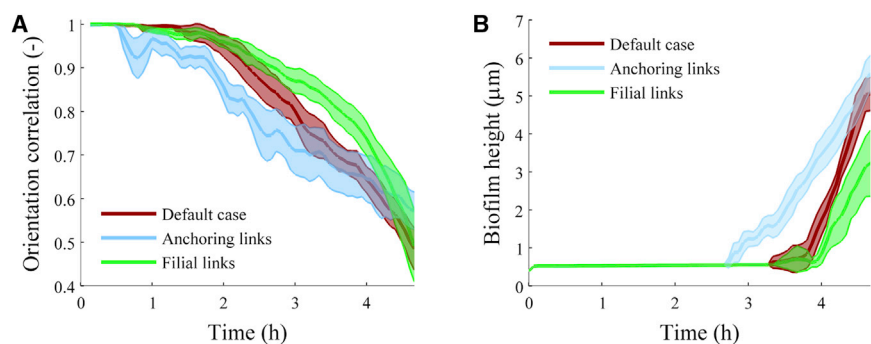 A
Orientation correlation (-)
1
0.9
0.8
0.7
0.6
0.5
0.4
0
1
2
3
4
Time (h)
Default case
Anchoring links
Filial links
B
Biofilm height (μm)
7
6
5
4
3
2
1
0
0
1
2
3
4
Time (h)
Default case
Anchoring links
Filial links